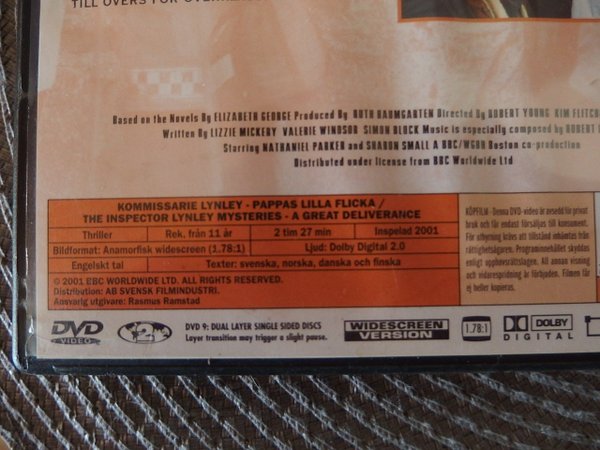 TILL ÖVERS FÖR
Based on the Novels By ELIZABETH GEORGE Produced By RUTH BAUMGARTEN Directed By ROBERT YOUNG KIM
Written By LIZZIE MICKERY VALERIE WINDSOR SIMON BLOCK Music is especially composed by ROBERT
Starring NATHANIEL PARKER and SHARON SMALL A BBC/WGBH Boston co-production
Distributed under license from BBC Worldwide Ltd
KOMMISSARIE LYNLEY - PAPPAS LILLA FLICKA /
THE INSPECTOR LYNLEY MYSTERIES - A GREAT DELIVERANCE
Thriller Rek. från 11 år 2 tim 27 min Inspelad 2001
Bildformat: Anamorfisk widescreen (1.78:1) Ljud: Dolby Digital 2.0
Engelskt tal Texter: svenska, norska, danska och finska
© 2001 BBC WORLDWIDE LTD. ALL RIGHTS RESERVED.
Distribution: AB SVENSK FILMINDUSTRI.
Ansvarig utgivare: Rasmus Ramstad
KÖPFILM - Denna DVD-video är avsedd för privat
bruk och får endast försäljas till konsument.
För uthyrning krävs ett tillstånd inhämtas från
rättighetsägaren. Programinnehållet skyddas
enligt upphovsrättslagen. All annan visning
och vidarespridning är förbjuden. Filmen får
ej heller kopieras.
DVD VIDEO
2
DVD 9: DUAL LAYER SINGLE SIDED DISCS
Layer transition may trigger a slight pause.
WIDESCREEN VERSION
1.78:1
DOLBY DIGITAL